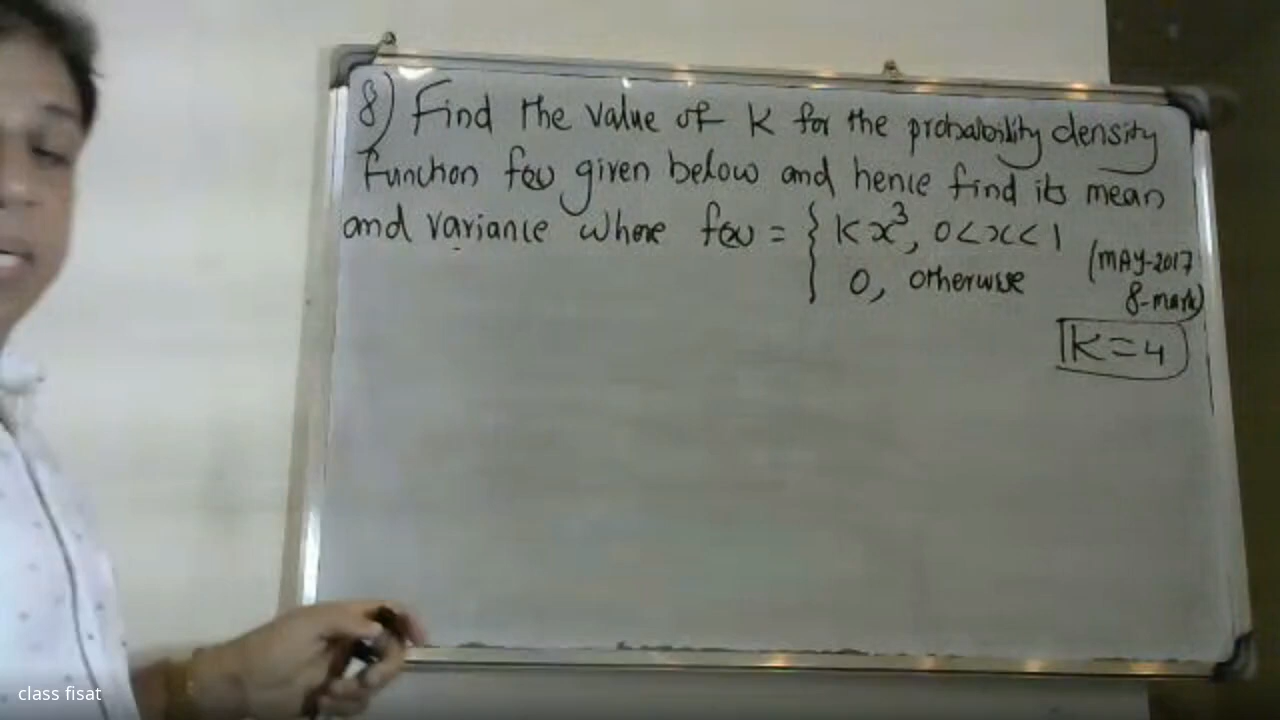 8) Find the value of K for the probability density
function f(x) given below and hence find its mean
and variance where f(x) = { Kx³, 0<x<1
0, otherwise
(MAY-2017
8-mark)
K=4
class fisat